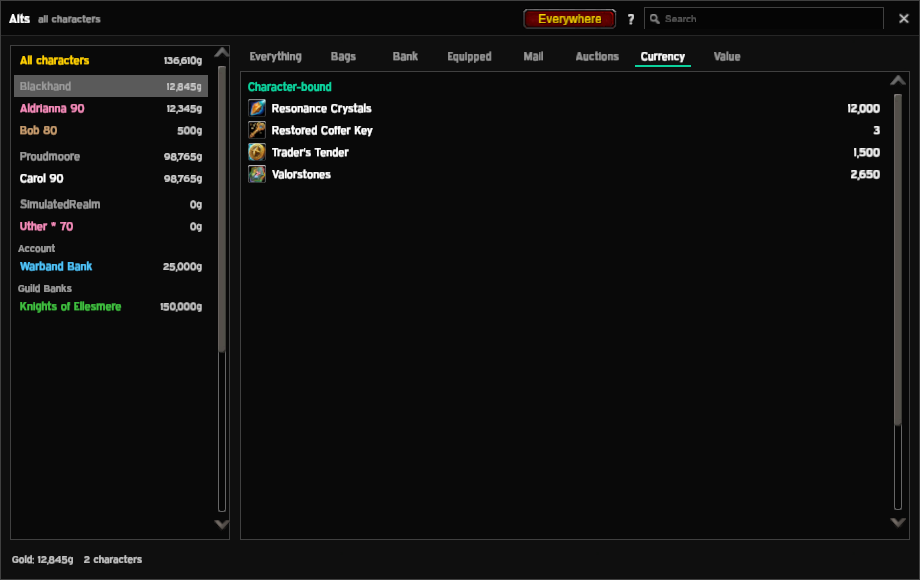 Alts all characters Everywhere ? Search
Everything Bags Bank Equipped Mail Auctions Currency Value
All characters 136,610g
Blackhand 12,845g
Aldrianna 90 12,345g
Bob 80 500g
Proudmoore 98,765g
Carol 90 98,765g
SimulatedRealm 0g
Uther * 70 0g
Account
Warband Bank 25,000g
Guild Banks
Knights of Ellesmere 150,000g
Character-bound
Resonance Crystals 12,000
Restored Coffer Key 3
Trader's Tender 1,500
Valorstones 2,650
Gold: 12,845g 2 characters